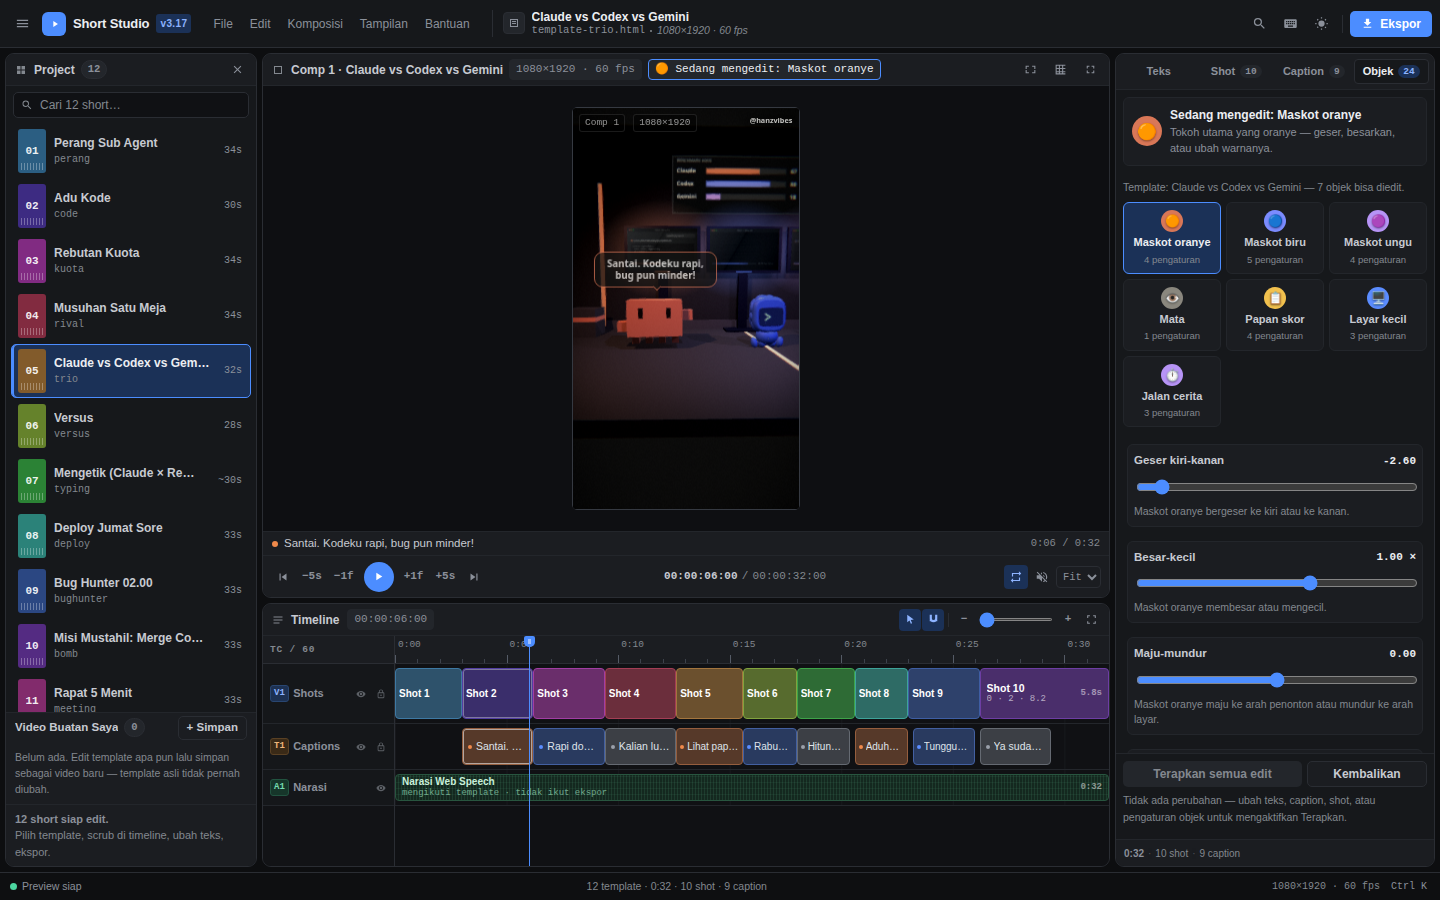 Short Studio v3.17 File Edit Komposisi Tampilan Bantuan
Claude vs Codex vs Gemini
template-trio.html · 1080×1920 · 60 fps
Ekspor
Project 12
Cari 12 short…
01 Perang Sub Agent 34s
perang
02 Adu Kode 30s
code
03 Rebutan Kuota 34s
kuota
04 Musuhan Satu Meja 34s
rival
05 Claude vs Codex vs Gem… 32s
trio
06 Versus 28s
versus
07 Mengetik (Claude × Re… ~30s
typing
08 Deploy Jumat Sore 33s
deploy
09 Bug Hunter 02.00 33s
bughunter
10 Misi Mustahil: Merge Co… 33s
bomb
11 Rapat 5 Menit 33s
Video Buatan Saya 0 + Simpan
Belum ada. Edit template apa pun lalu simpan
sebagai video baru — template asli tidak pernah
diubah.
12 short siap edit.
Pilih template, scrub di timeline, ubah teks,
ekspor.
Comp 1 · Claude vs Codex vs Gemini 1080×1920 · 60 fps Sedang mengedit: Maskot oranye
Comp 1 1080×1920 @hanzvibes
Claude
Codex
Gemini
Santai. Kodeku rapi,
bug pun minder!
Santai. Kodeku rapi, bug pun minder! 0:06 / 0:32
−5s −1f +1f +5s 00:00:06:00 / 00:00:32:00 Fit
Timeline 00:00:06:00 − +
TC / 60 0:00 0:10 0:15 0:20 0:25 0:30
V1 Shots Shot 1 Shot 2 Shot 3 Shot 4 Shot 5 Shot 6 Shot 7 Shot 8 Shot 9 Shot 10 5.8s
0 · 2 · 8.2
T1 Captions Santai. … Rapi do… Kalian lu… Lihat pap… Rabu… Hitun… Aduh… Tunggu… Ya suda…
A1 Narasi Narasi Web Speech 0:32
mengikuti template · tidak ikut ekspor
Teks Shot 10 Caption 9 Objek 24
Sedang mengedit: Maskot oranye
Tokoh utama yang oranye — geser, besarkan,
atau ubah warnanya.
Template: Claude vs Codex vs Gemini — 7 objek bisa diedit.
Maskot oranye Maskot biru Maskot ungu
4 pengaturan 5 pengaturan 4 pengaturan
Mata Papan skor Layar kecil
1 pengaturan 4 pengaturan 3 pengaturan
Jalan cerita
3 pengaturan
Geser kiri-kanan -2.60
Maskot oranye bergeser ke kiri atau ke kanan.
Besar-kecil 1.00 ×
Maskot oranye membesar atau mengecil.
Maju-mundur 0.00
Maskot oranye maju ke arah penonton atau mundur ke arah
layar.
Terapkan semua edit Kembalikan
Tidak ada perubahan — ubah teks, caption, shot, atau
pengaturan objek untuk mengaktifkan Terapkan.
0:32 · 10 shot · 9 caption
Preview siap 12 template · 0:32 · 10 shot · 9 caption 1080×1920 · 60 fps Ctrl K